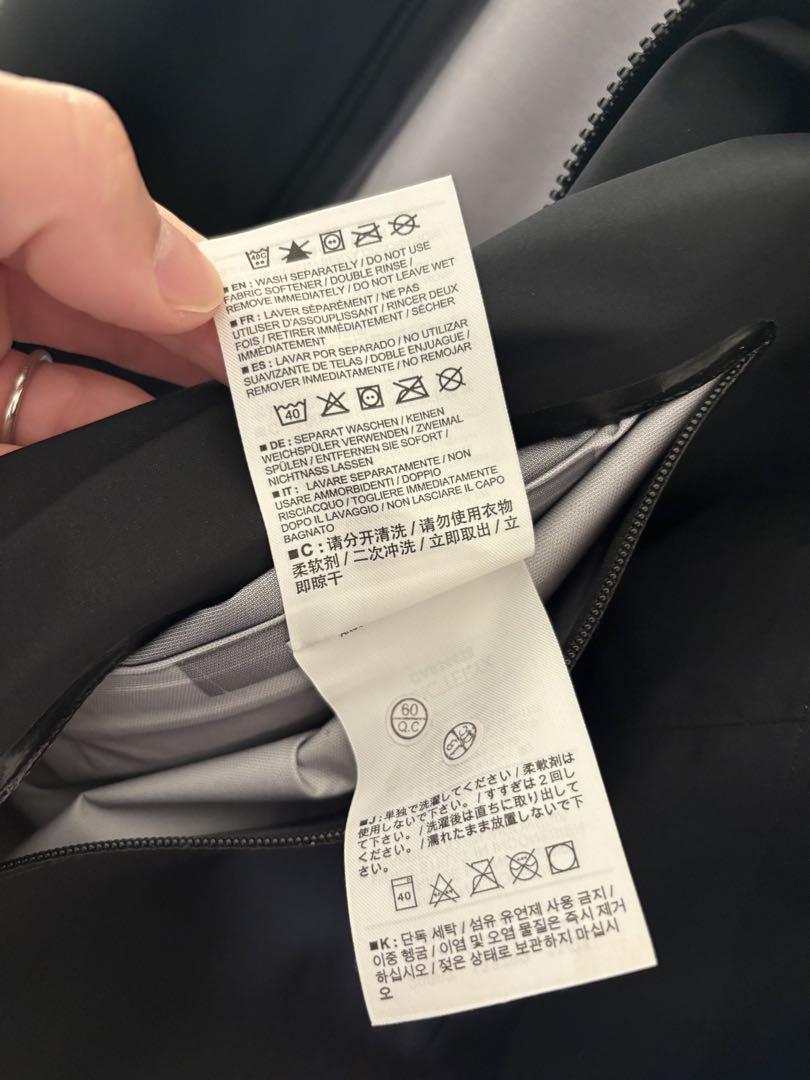 40C
■ EN : WASH SEPARATELY / DO NOT USE
FABRIC SOFTENER / DOUBLE RINSE /
REMOVE IMMEDIATELY / DO NOT LEAVE WET
■ FR : LAVER SÉPARÉMENT / NE PAS
UTILISER D'ASSOUPLISSANT / RINCER DEUX
FOIS / RETIRER IMMÉDIATEMENT / SÉCHER
IMMÉDIATEMENT
■ ES : LAVAR POR SEPARADO / NO UTILIZAR
SUAVIZANTE DE TELAS / DOBLE ENJUAGUE /
REMOVER INMEDIATAMENTE / NO REMOJAR
40
■ DE : SEPARAT WASCHEN / KEINEN
WEICHSPÜLER VERWENDEN / ZWEIMAL
SPÜLEN / ENTFERNEN SIE SOFORT /
NICHTNASS LASSEN
■ IT : LAVARE SEPARATAMENTE / NON
USARE AMMORBIDENTI / DOPPIO
RISCIACQUO / TOGLIERE IMMEDIATAMENTE
DOPO IL LAVAGGIO / NON LASCIARE IL CAPO
BAGNATO
■C : 请分开清洗 / 请勿使用衣物
柔软剂 / 二次冲洗 / 立即取出 / 立
即晾干
60
Q.C
■J : 単独で洗濯してください / 柔軟剤は
使用しないで下さい。 / すすぎは2回し
て下さい。 / 洗濯後は直ちに取り出して
ください。 / 濡れたまま放置しないで下
さい。
40
■K : 단독 세탁 / 섬유 유연제 사용 금지 /
이중 헹굼 / 이염 및 오염 물질은 즉시 제거
하십시오 / 젖은 상태로 보관하지 마십시
오